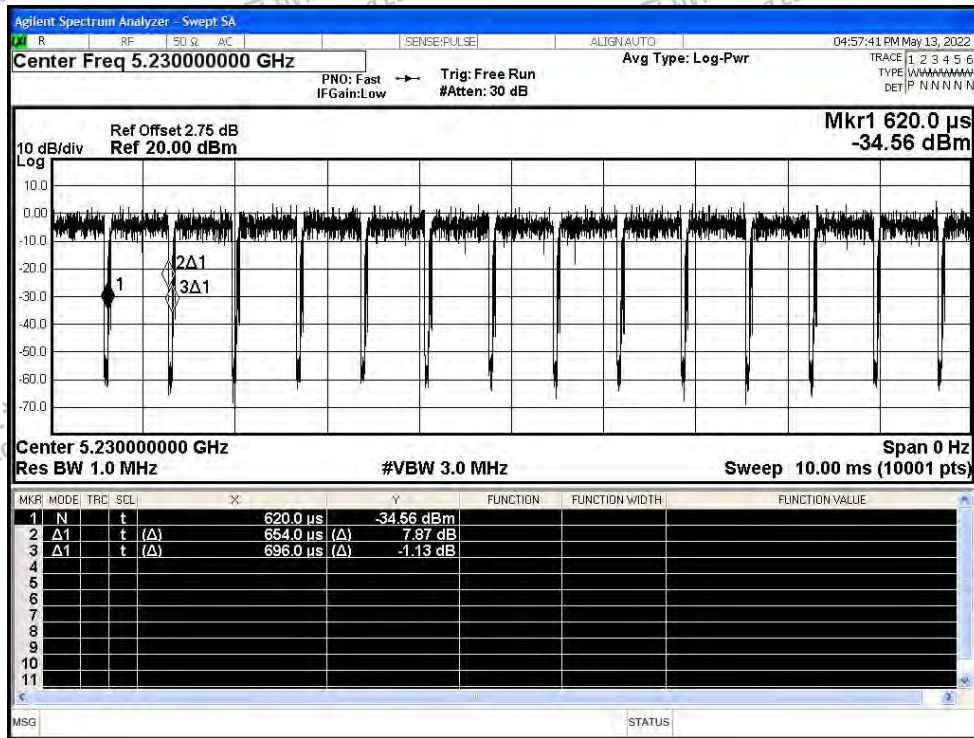 Agilent Spectrum Analyzer - Swept SA
LXI R RF 50 Ω AC SENSE:PULSE ALIGN AUTO 04:57:41 PM May 13, 2022
Center Freq 5.230000000 GHz
PNO: Fast Trig: Free Run Avg Type: Log-Pwr TRACE 1 2 3 4 5 6
IFGain:Low #Atten: 30 dB TYPE WWWWWW
DET P N N N N N
Mkr1 620.0 µs
-34.56 dBm
Ref Offset 2.75 dB
10 dB/div Ref 20.00 dBm
Log
10.0
0.00
-10.0
-20.0
-30.0
-40.0
-50.0
-60.0
-70.0
1
2Δ1
3Δ1
Center 5.230000000 GHz Span 0 Hz
Res BW 1.0 MHz #VBW 3.0 MHz Sweep 10.00 ms (10001 pts)
MKR MODE TRC SCL X Y FUNCTION FUNCTION WIDTH FUNCTION VALUE
1 N t 620.0 µs -34.56 dBm
2 Δ1 t (Δ) 654.0 µs (Δ) 7.87 dB
3 Δ1 t (Δ) 696.0 µs (Δ) -1.13 dB
4
5
6
7
8
9
10
11
MSG STATUS